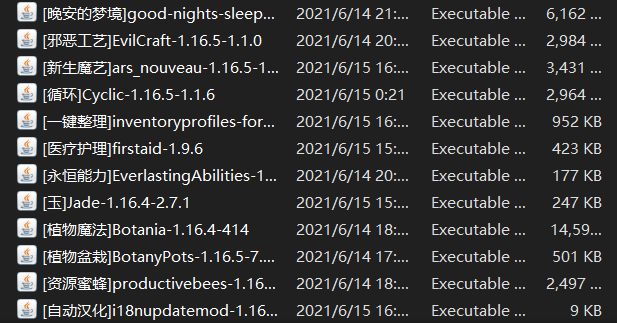 [晚安的梦境]good-nights-sleep... 2021/6/14 21:... Executable ... 6,162 ...
[邪恶工艺]EvilCraft-1.16.5-1.1.0 2021/6/14 20:... Executable ... 2,984 ...
[新生魔艺]ars_nouveau-1.16.5-1... 2021/6/15 16:... Executable ... 3,431 ...
[循环]Cyclic-1.16.5-1.1.6 2021/6/15 0:21 Executable ... 2,964 ...
[一键整理]inventoryprofiles-for... 2021/6/15 16:... Executable ... 952 KB
[医疗护理]firstaid-1.9.6 2021/6/15 15:... Executable ... 423 KB
[永恒能力]EverlastingAbilities-1... 2021/6/14 20:... Executable ... 177 KB
[玉]Jade-1.16.4-2.7.1 2021/6/15 15:... Executable ... 247 KB
[植物魔法]Botania-1.16.4-414 2021/6/14 18:... Executable ... 14,59...
[植物盆栽]BotanyPots-1.16.5-7.... 2021/6/14 17:... Executable ... 501 KB
[资源蜜蜂]productivebees-1.16... 2021/6/14 18:... Executable ... 2,497 ...
[自动汉化]i18nupdatemod-1.16... 2021/6/15 16:... Executable ... 9 KB